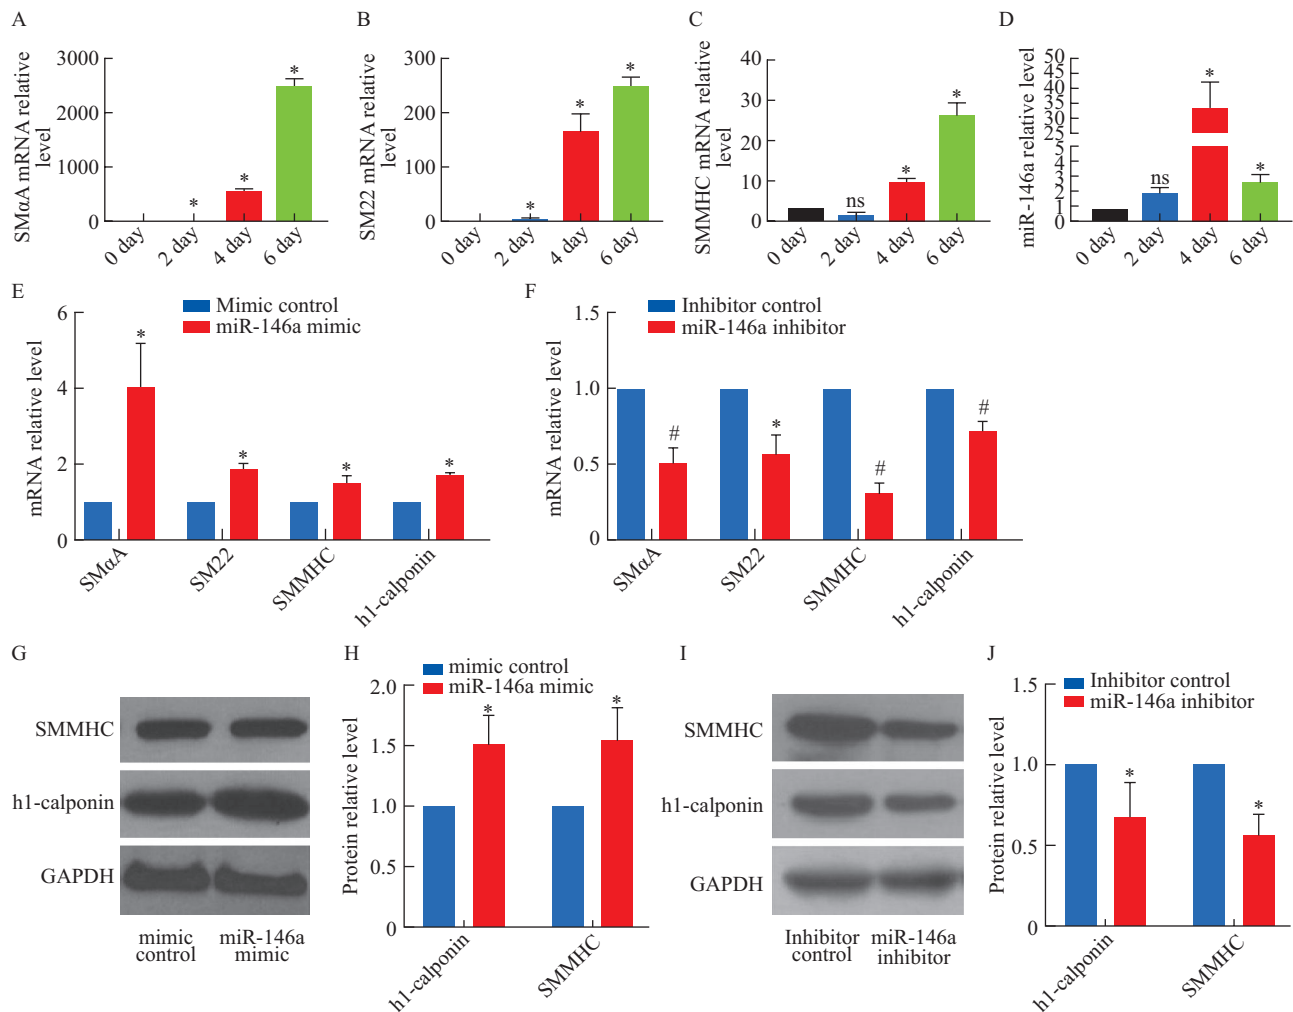 A
SMαA mRNA relative
level
3000
2000
1000
0
*
*
*
0 day
2 day
4 day
6 day
B
SM22 mRNA relative
level
300
200
100
0
*
*
*
0 day
2 day
4 day
6 day
C
SMMHC mRNA relative
level
40
30
20
10
0
ns
*
*
0 day
2 day
4 day
6 day
D
miR-146a relative level
50
45
40
35
30
25
5
4
3
2
1
0
ns
*
*
0 day
2 day
4 day
6 day
E
mRNA relative level
6
4
2
0
Mimic control
miR-146a mimic
*
*
*
*
SMαA
SM22
SMMHC
h1-calponin
F
mRNA relative level
1.5
1.0
0.5
0
Inhibitor control
miR-146a inhibitor
#
*
#
#
SMαA
SM22
SMMHC
h1-calponin
G
SMMHC
h1-calponin
GAPDH
mimic
control
miR-146a
mimic
H
Protein relative level
2.0
1.5
1.0
0.5
0
mimic control
miR-146a mimic
*
*
h1-calponin
SMMHC
I
SMMHC
h1-calponin
GAPDH
Inhibitor
control
miR-146a
inhibitor
J
Protein relative level
1.5
1.0
0.5
0
Inhibitor control
miR-146a inhibitor
*
*
h1-calponin
SMMHC